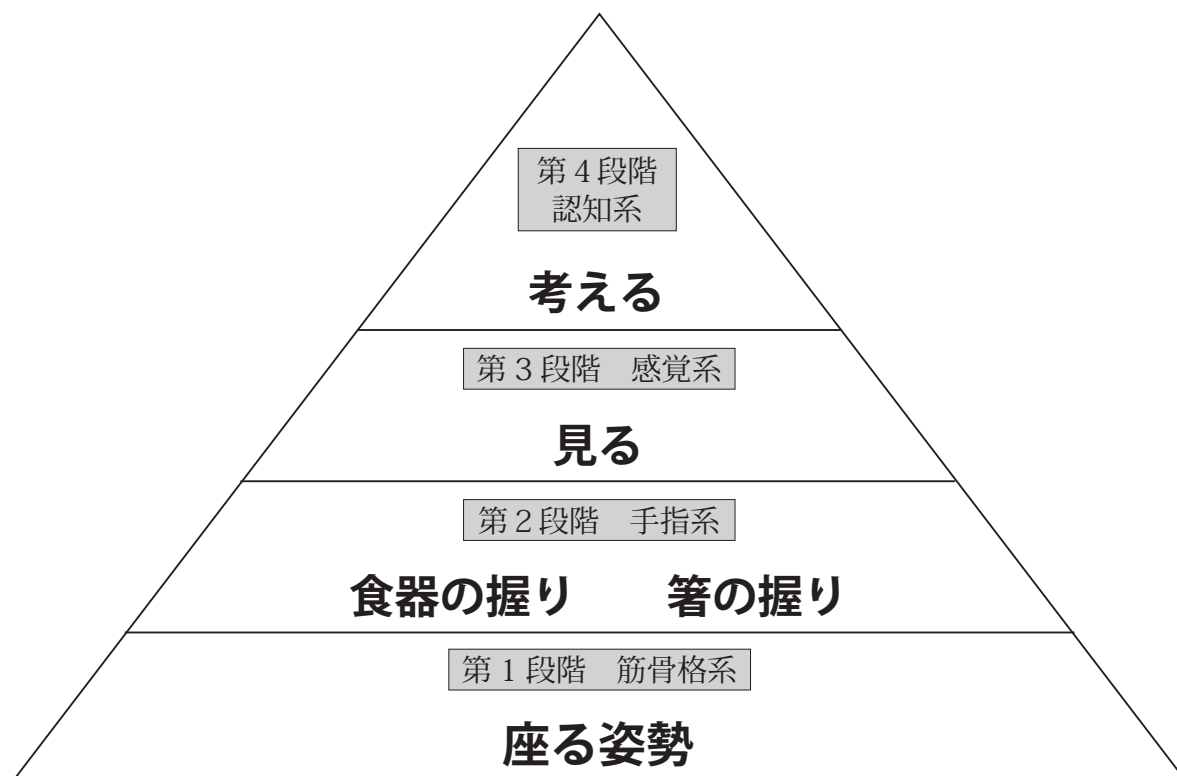 第４段階
認知系
考える
第３段階　感覚系
見る
第２段階　手指系
食器の握り　　箸の握り
第１段階　筋骨格系
座る姿勢